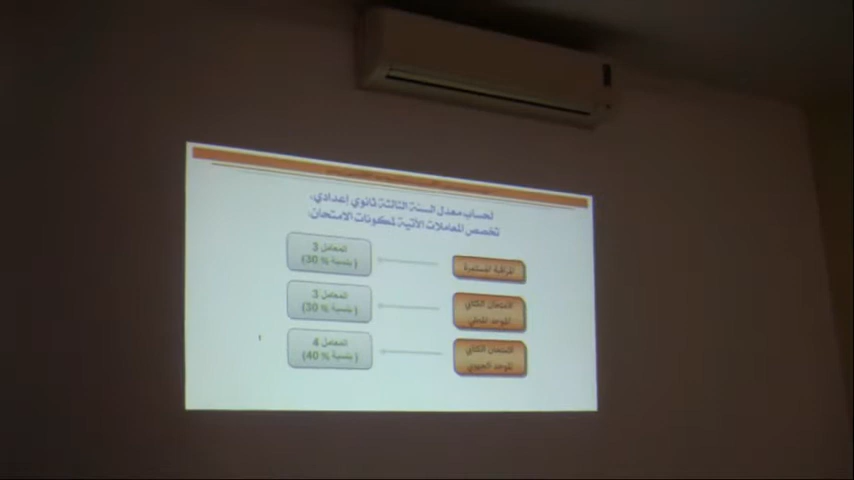 لحساب معدل السنة الثالثة ثانوي إعدادي،
تخصص المعاملات الآتية لمكونات الامتحان:
المراقبة المستمرة
المعامل 3
(بنسبة % 30)
الامتحان الكتابي
الموحد المحلي
المعامل 3
(بنسبة % 30)
الامتحان الكتابي
الموحد الجهوي
المعامل 4
(بنسبة % 40)